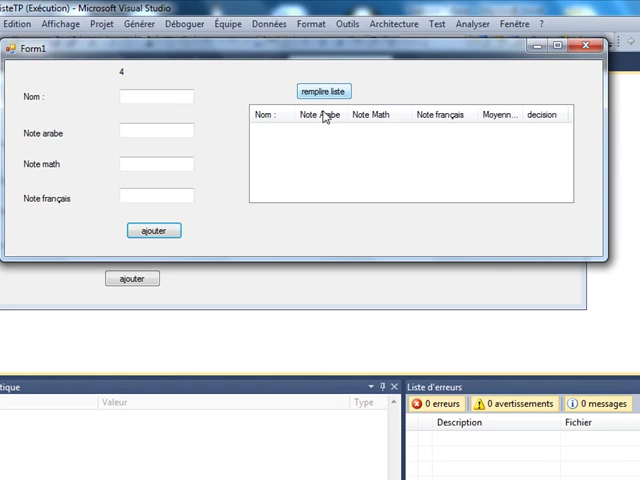 isteTP (Exécution) - Microsoft Visual Studio
Edition Affichage Projet Générer Déboguer Équipe Données Format Outils Architecture Test Analyser Fenêtre ?
Form1
4
remplire liste
Nom :
Nom : Note Arabe Note Math Note français Moyenn... decision
Note arabe
Note math
Note français
ajouter
ajouter
tique
Liste d'erreurs
Valeur Type
0 erreurs 0 avertissements 0 messages
Description Fichier